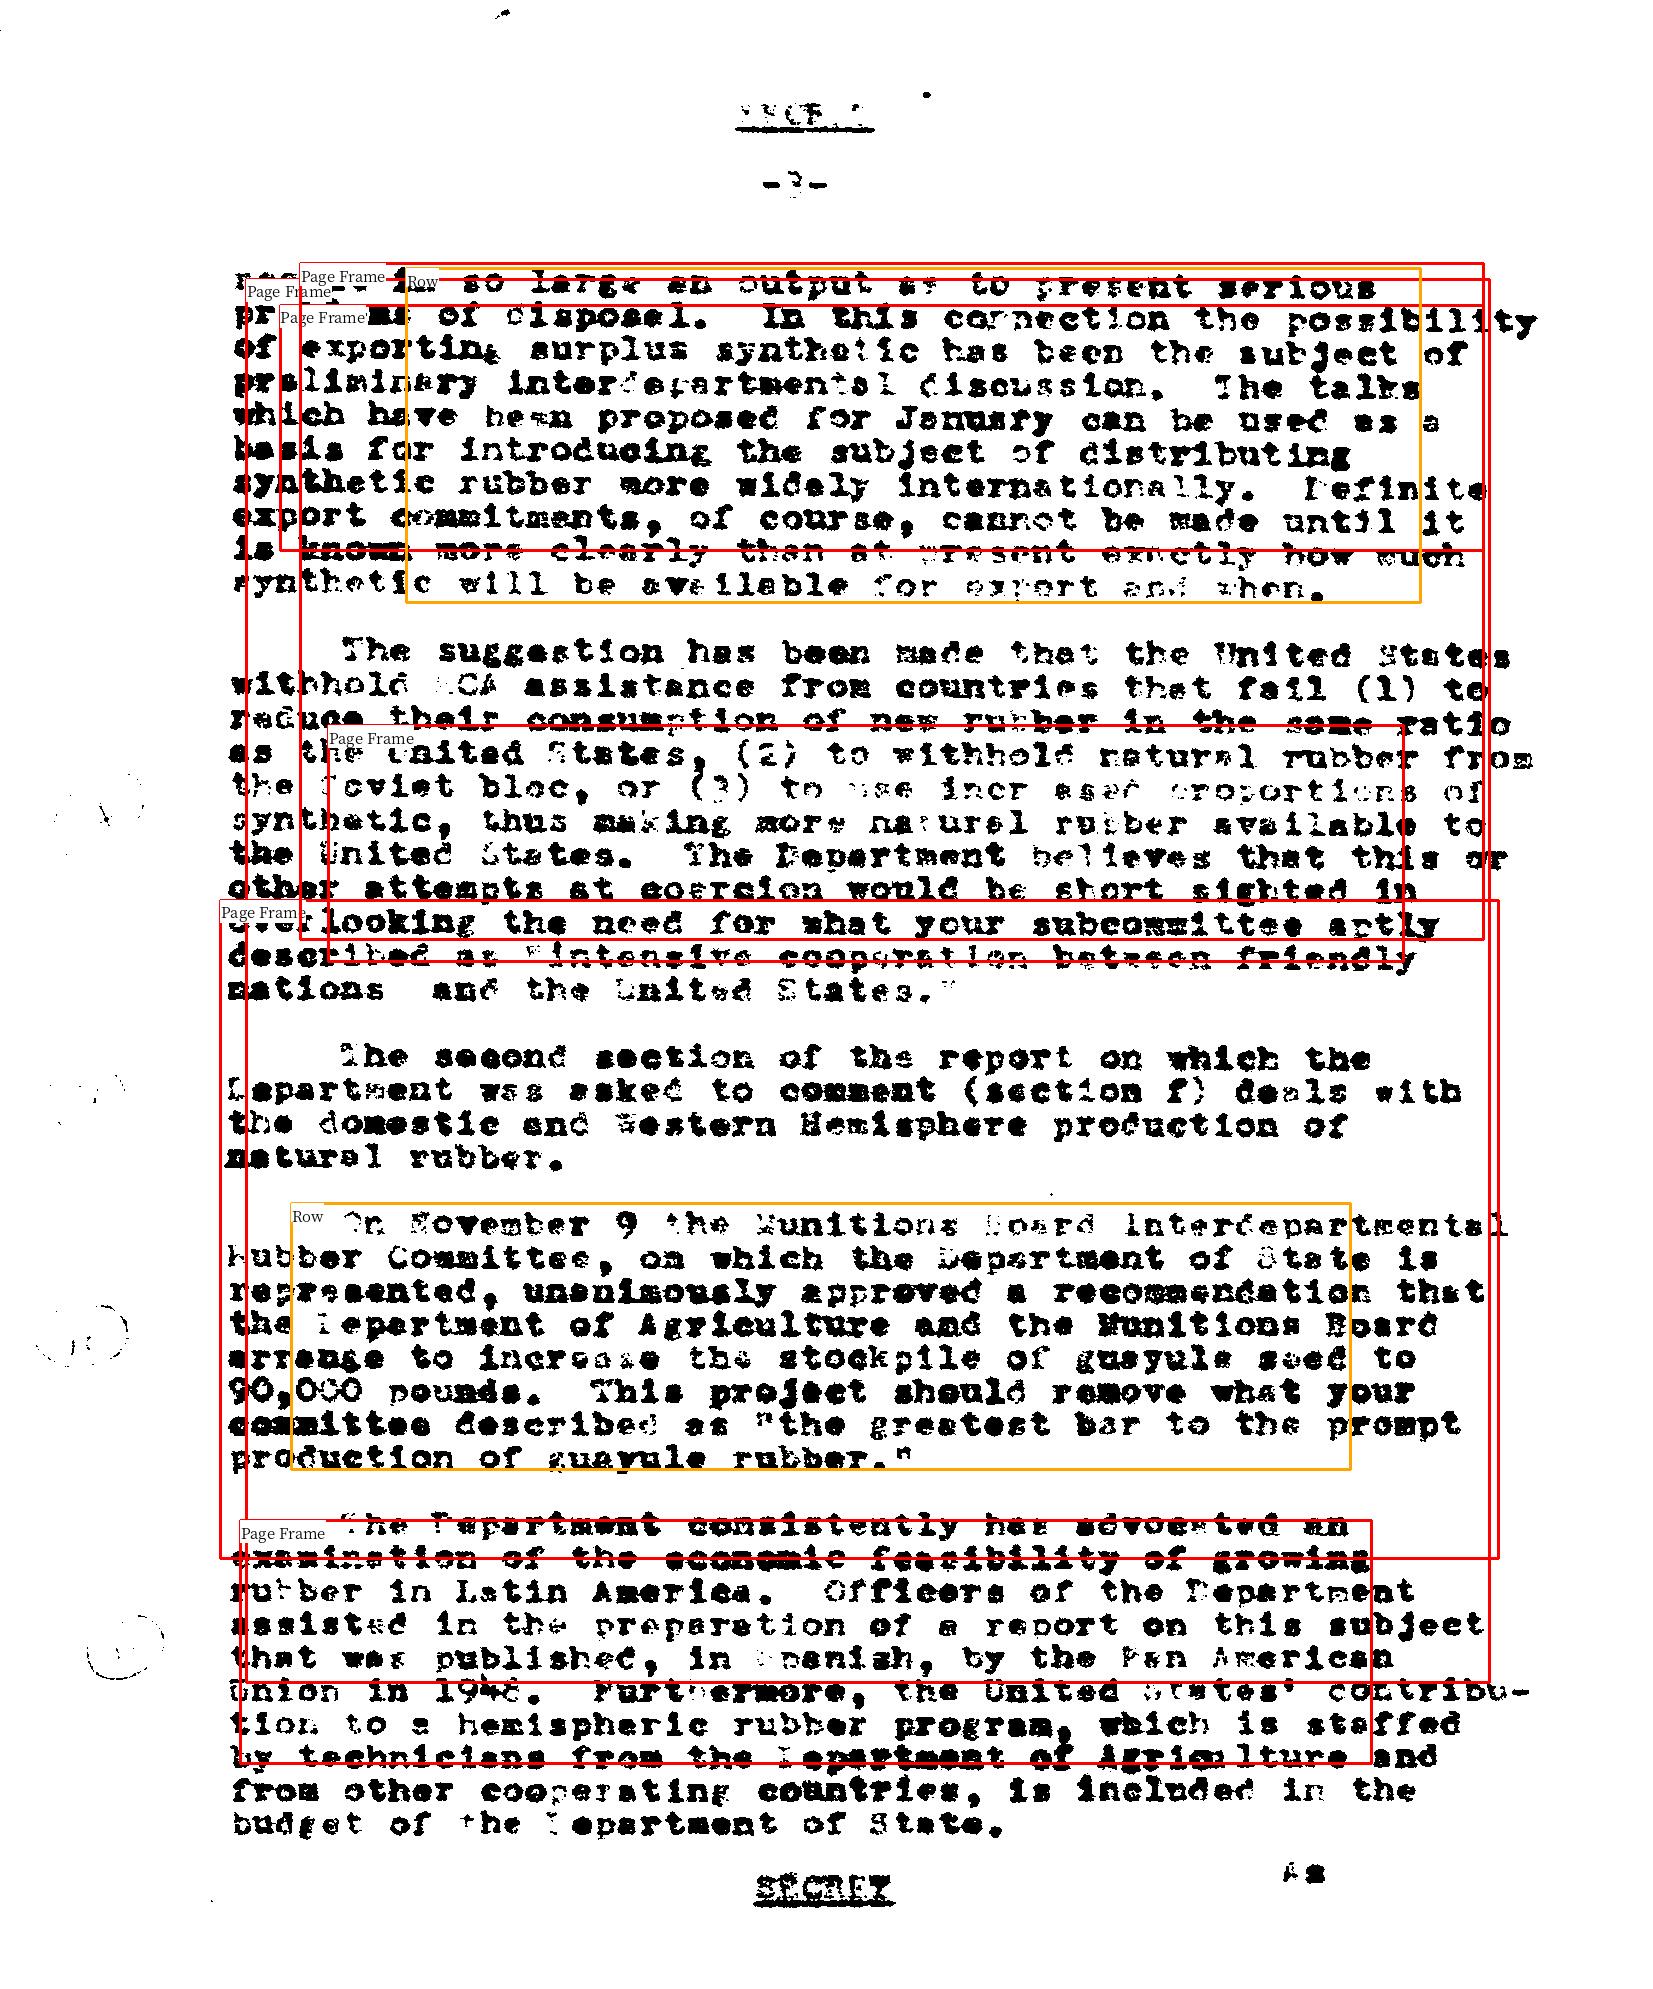 -3-
in so large an output as to present serious
of disposal. In this connection the possibility
of exporting surplus synthetic has been the subject of
preliminary interdepartmental discussion. The talks
which have been proposed for January can be used as a
basis for introducing the subject of distributing
synthetic rubber more widely internationally. Definite
export commitments, of course, cannot be made until it
is known more clearly than at present exactly how much
synthetic will be available for export and when.
The suggestion has been made that the United States
withhold ECA assistance from countries that fail (1) to
reduce their consumption of new rubber in the same ratio
as the United States, (2) to withhold natural rubber from
the Soviet bloc, or (3) to use increased proportions of
synthetic, thus making more natural rubber available to
the United States. The Department believes that this or
other attempts at coercion would be short sighted in
overlooking the need for what your subcommittee aptly
described as "intensive cooperation between friendly
nations and the United States."
The second section of the report on which the
Department was asked to comment (section f) deals with
the domestic and Western Hemisphere production of
natural rubber.
On November 9 the Munitions Board Interdepartmental
Rubber Committee, on which the Department of State is
represented, unanimously approved a recommendation that
the Department of Agriculture and the Munitions Board
arrange to increase the stockpile of guayule seed to
90,000 pounds. This project should remove what your
committee described as "the greatest bar to the prompt
production of guayule rubber."
The Department consistently has advocated an
examination of the economic feasibility of growing
rubber in Latin America. Officers of the Department
assisted in the preparation of a report on this subject
that was published, in Spanish, by the Pan American
Union in 1948. Furthermore, the United States' contribu-
tion to a hemispheric rubber program, which is staffed
by technicians from the Department of Agriculture and
from other cooperating countries, is included in the
budget of the Department of State.
As
SECRET
Page Frame
Page Frame
Page Frame
Row
Page Frame
Page Frame
Row
Page Frame